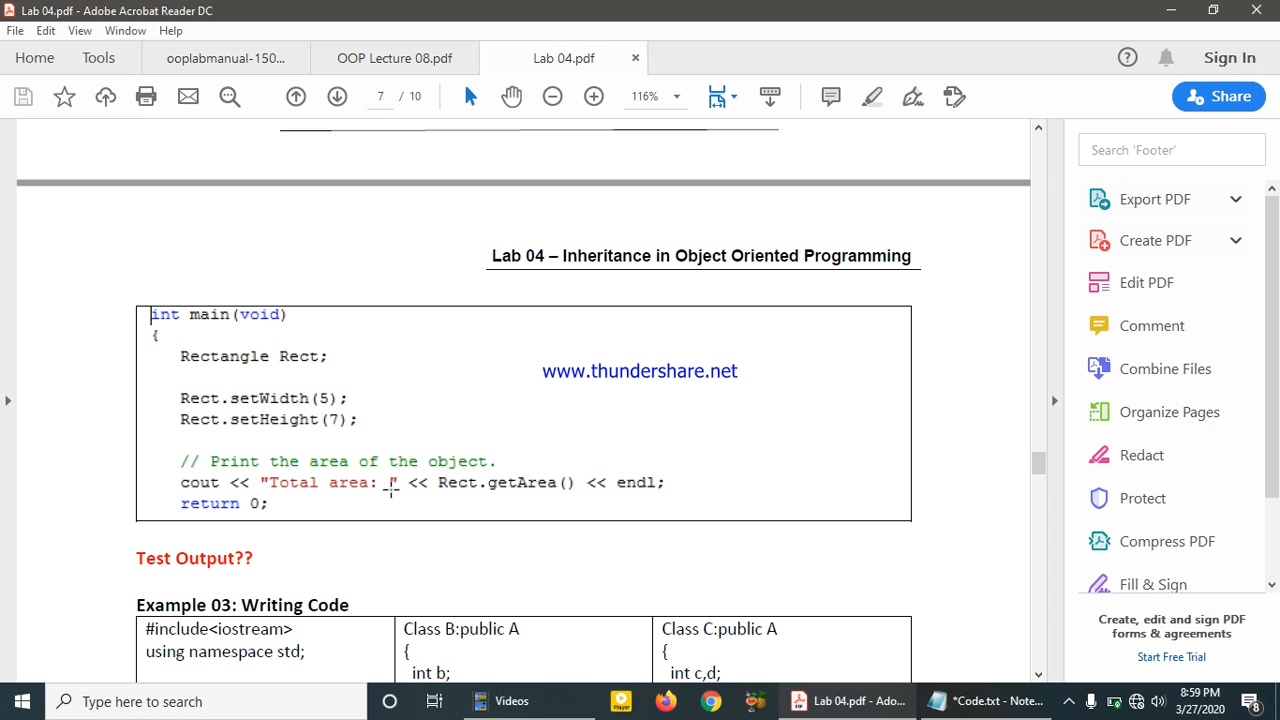 Lab 04.pdf - Adobe Acrobat Reader DC
File Edit View Window Help
Home Tools ooplabmanual-150... OOP Lecture 08.pdf Lab 04.pdf × Sign In
7 / 10 116% Share
Search 'Footer'
Export PDF
Create PDF
Edit PDF
Comment
Combine Files
Organize Pages
Redact
Protect
Compress PDF
Fill & Sign
Create, edit and sign PDF
forms & agreements
Start Free Trial
Lab 04 – Inheritance in Object Oriented Programming
int main(void)
{
Rectangle Rect;
www.thundershare.net
Rect.setWidth(5);
Rect.setHeight(7);
// Print the area of the object.
cout << "Total area: " << Rect.getArea() << endl;
return 0;
Test Output??
Example 03: Writing Code
#include<iostream>
using namespace std;
Class B:public A
{
int b;
Class C:public A
{
int c,d;
Type here to search Videos Player Lab 04.pdf - Ado... *Code.txt - Note... 8:59 PM
3/27/2020 8